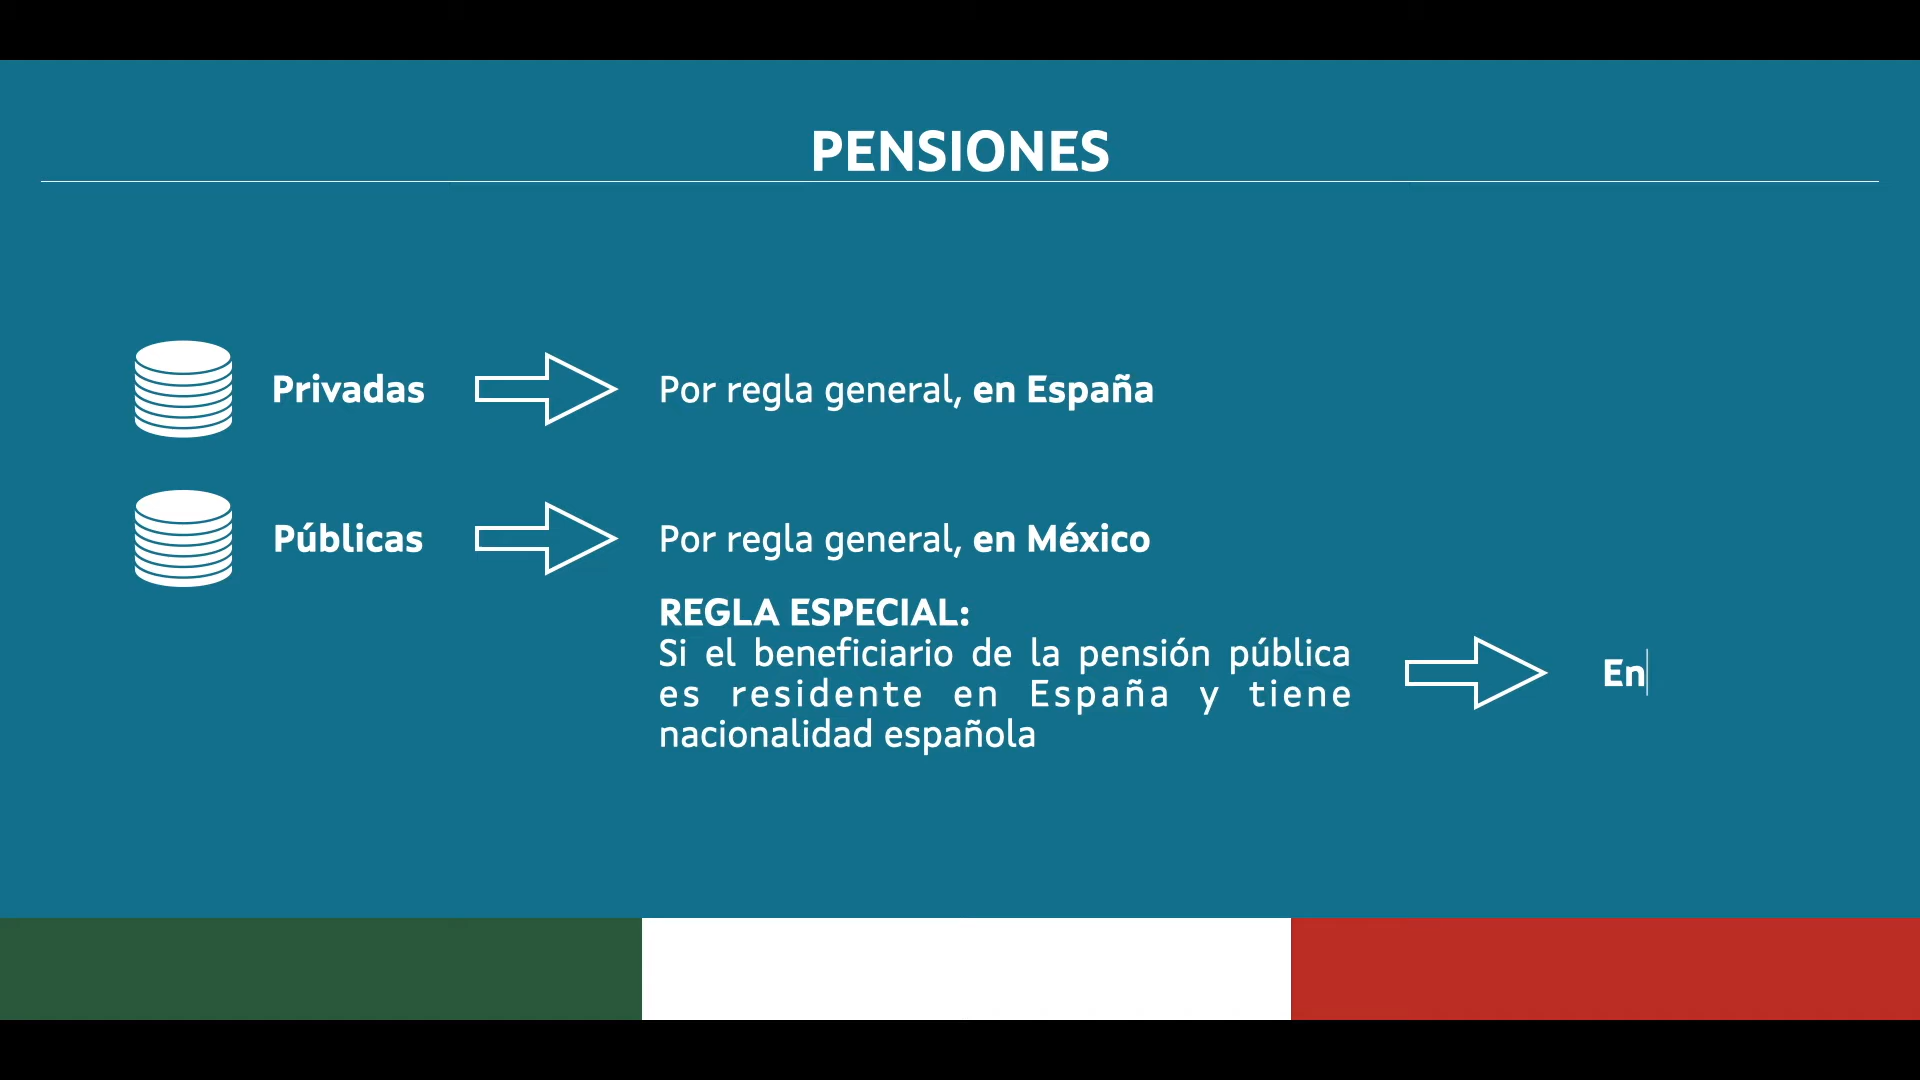 PENSIONES
Privadas
Por regla general, en España
Públicas
Por regla general, en México
REGLA ESPECIAL:
Si el beneficiario de la pensión pública
es residente en España y tiene
nacionalidad española
En